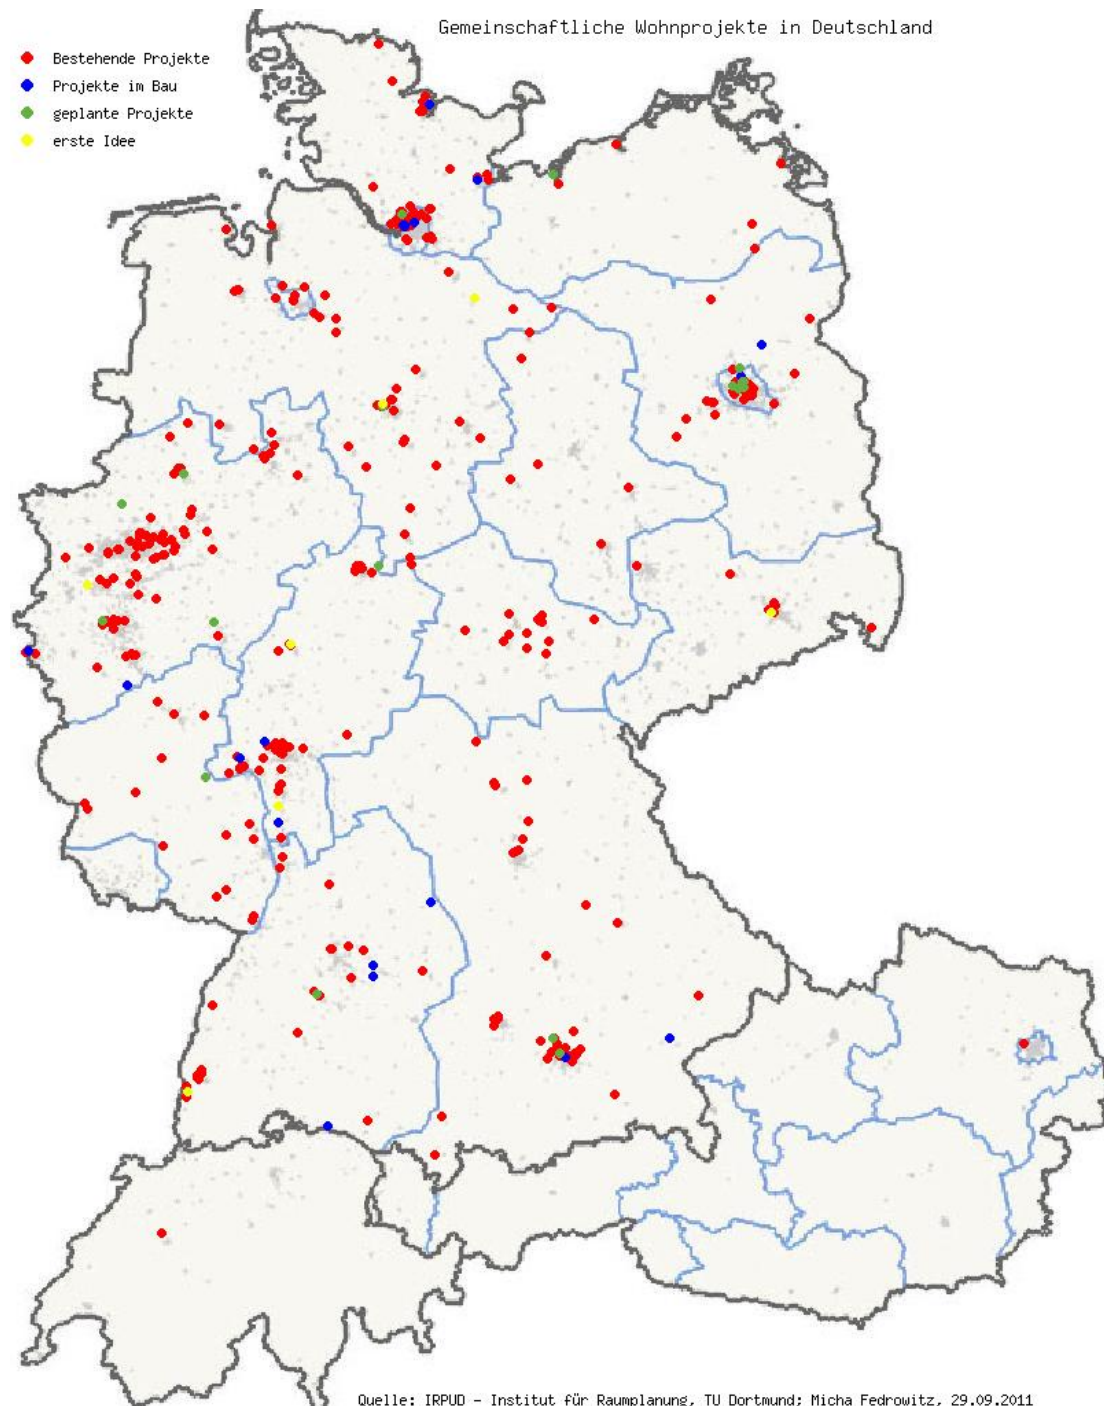 Gemeinschaftliche Wohnprojekte in Deutschland
Bestehende Projekte
Projekte im Bau
geplante Projekte
erste Idee
Quelle: IRPUD - Institut für Raumplanung, TU Dortmund; Micha Fedrowitz, 29.09.2011